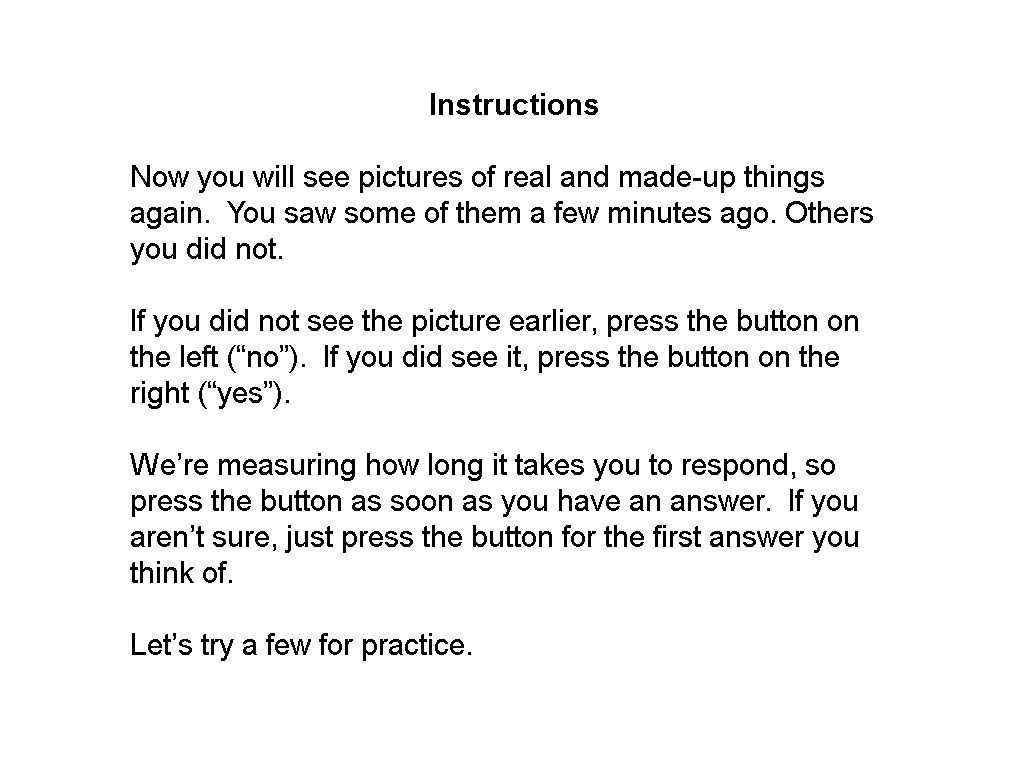 Instructions
Now you will see pictures of real and made-up things
again.  You saw some of them a few minutes ago. Others
you did not.
If you did not see the picture earlier, press the button on
the left (“no”).  If you did see it, press the button on the
right (“yes”).
We’re measuring how long it takes you to respond, so
press the button as soon as you have an answer.  If you
aren’t sure, just press the button for the first answer you
think of.
Let’s try a few for practice.